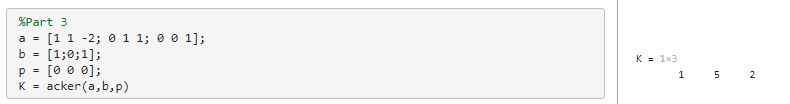 %Part 3
a = [1 1 -2; 0 1 1; 0 0 1];
b = [1;0;1];
p = [0 0 0];
K = acker(a,b,p)
K = 1×3
1 5 2